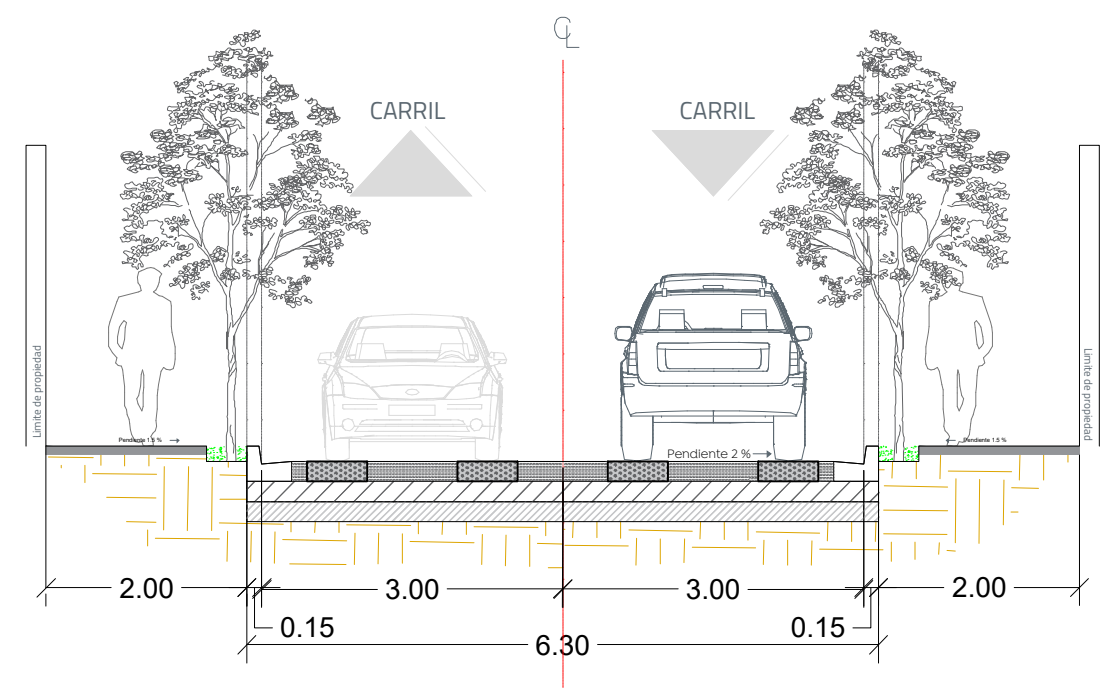 CL
CARRIL
CARRIL
Limite de propiedad
Limite de propiedad
Pendiente 1.5 %
Pendiente 1.5 %
Pendiente 2 %
2.00
3.00
3.00
2.00
0.15
0.15
6.30